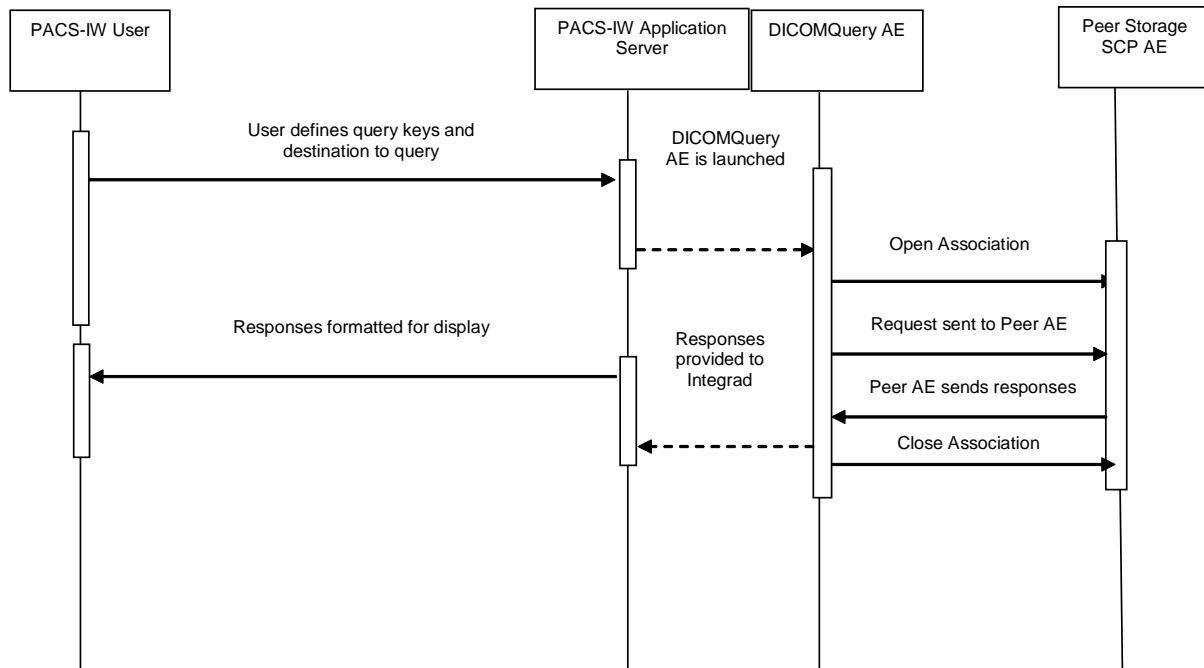 PACS-IW User
PACS-IW Application
Server
DICOMQuery AE
Peer Storage
SCP AE
User defines query keys and
destination to query
DICOMQuery
AE is launched
Open Association
Responses formatted for display
Responses
provided to
Integrad
Request sent to Peer AE
Peer AE sends responses
Close Association